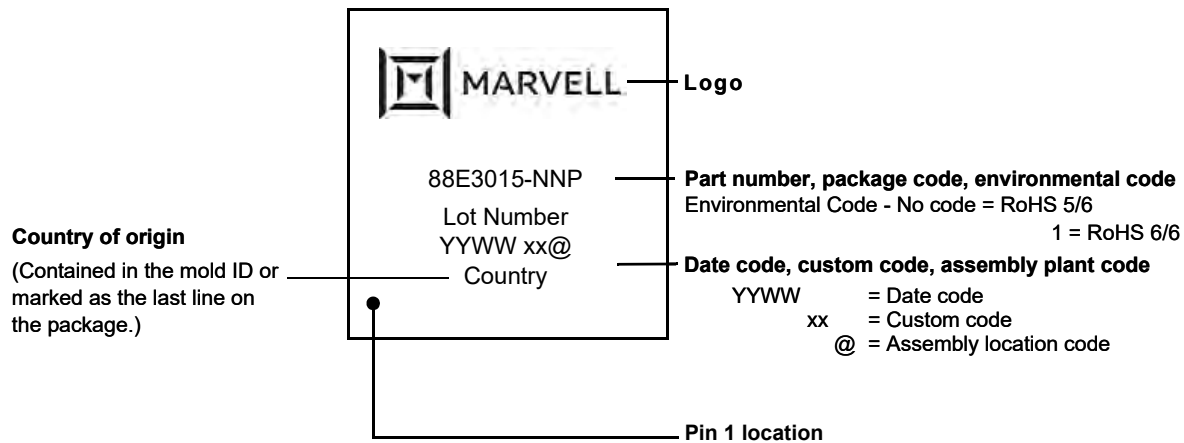 MARVELL
Logo
88E3015-NNP
Part number, package code, environmental code
Environmental Code - No code = RoHS 5/6
1 = RoHS 6/6
Lot Number
YYWW xx@
Country
Country of origin
(Contained in the mold ID or
marked as the last line on
the package.)
Date code, custom code, assembly plant code
YYWW = Date code
xx = Custom code
@ = Assembly location code
Pin 1 location